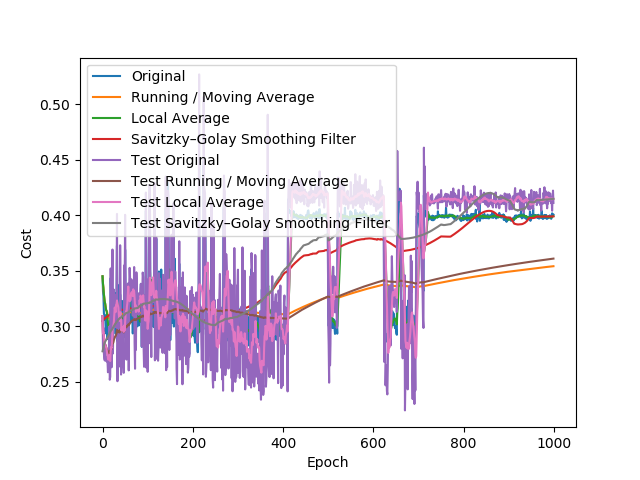 Original
Running / Moving Average
Local Average
Savitzky–Golay Smoothing Filter
Test Original
Test Running / Moving Average
Test Local Average
Test Savitzky–Golay Smoothing Filter
0.50
0.45
0.40
0.35
0.30
0.25
Cost
0 200 400 600 800 1000
Epoch